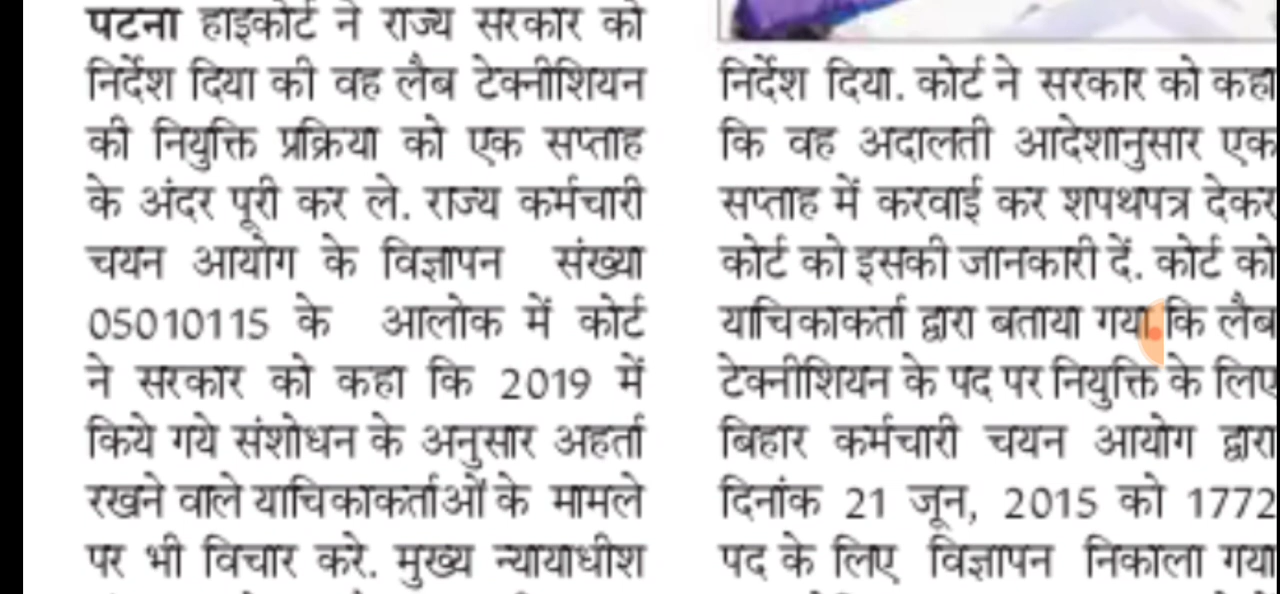 पटना हाइकोर्ट ने राज्य सरकार को
निर्देश दिया की वह लैब टेक्नीशियन
की नियुक्ति प्रक्रिया को एक सप्ताह
के अंदर पूरी कर ले. राज्य कर्मचारी
चयन आयोग के विज्ञापन संख्या
05010115 के आलोक में कोर्ट
ने सरकार को कहा कि 2019 में
किये गये संशोधन के अनुसार अहर्ता
रखने वाले याचिकाकर्ताओं के मामले
पर भी विचार करे. मुख्य न्यायाधीश
निर्देश दिया. कोर्ट ने सरकार को कहा
कि वह अदालती आदेशानुसार एक
सप्ताह में करवाई कर शपथपत्र देकर
कोर्ट को इसकी जानकारी दें. कोर्ट को
याचिकाकर्ता द्वारा बताया गया कि लैब
टेक्नीशियन के पद पर नियुक्ति के लिए
बिहार कर्मचारी चयन आयोग द्वारा
दिनांक 21 जून, 2015 को 1772
पद के लिए विज्ञापन निकाला गया